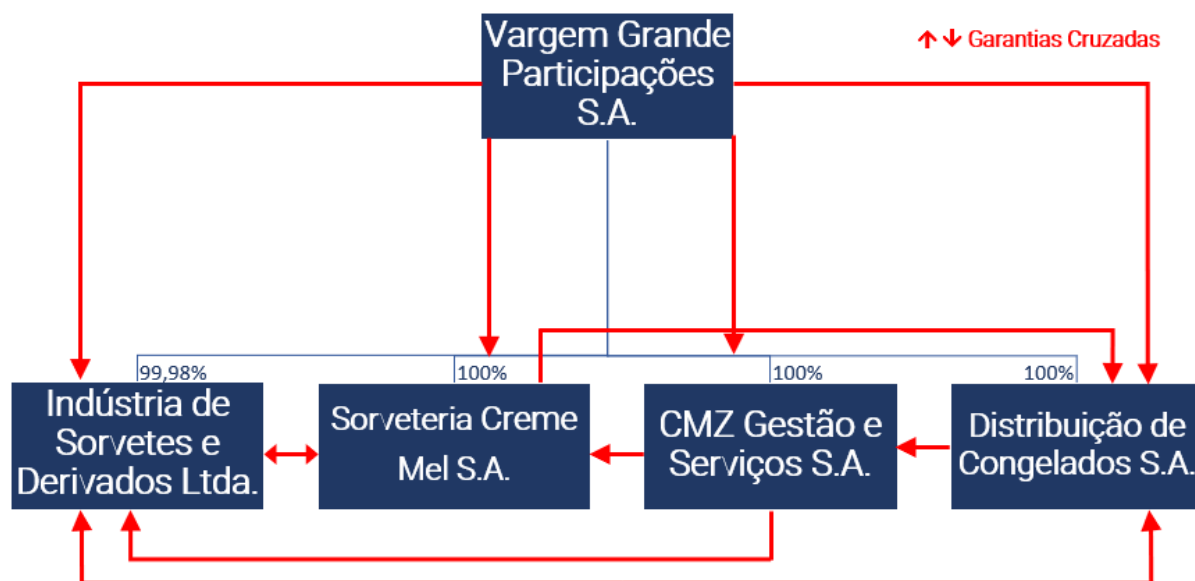 Vargem Grande
Participações
S.A.
↑ ↓ Garantias Cruzadas
99,98%
100%
100%
100%
Indústria de
Sorvetes e
Derivados Ltda.
Sorveteria Creme
Mel S.A.
CMZ Gestão e
Serviços S.A.
Distribuição de
Congelados S.A.